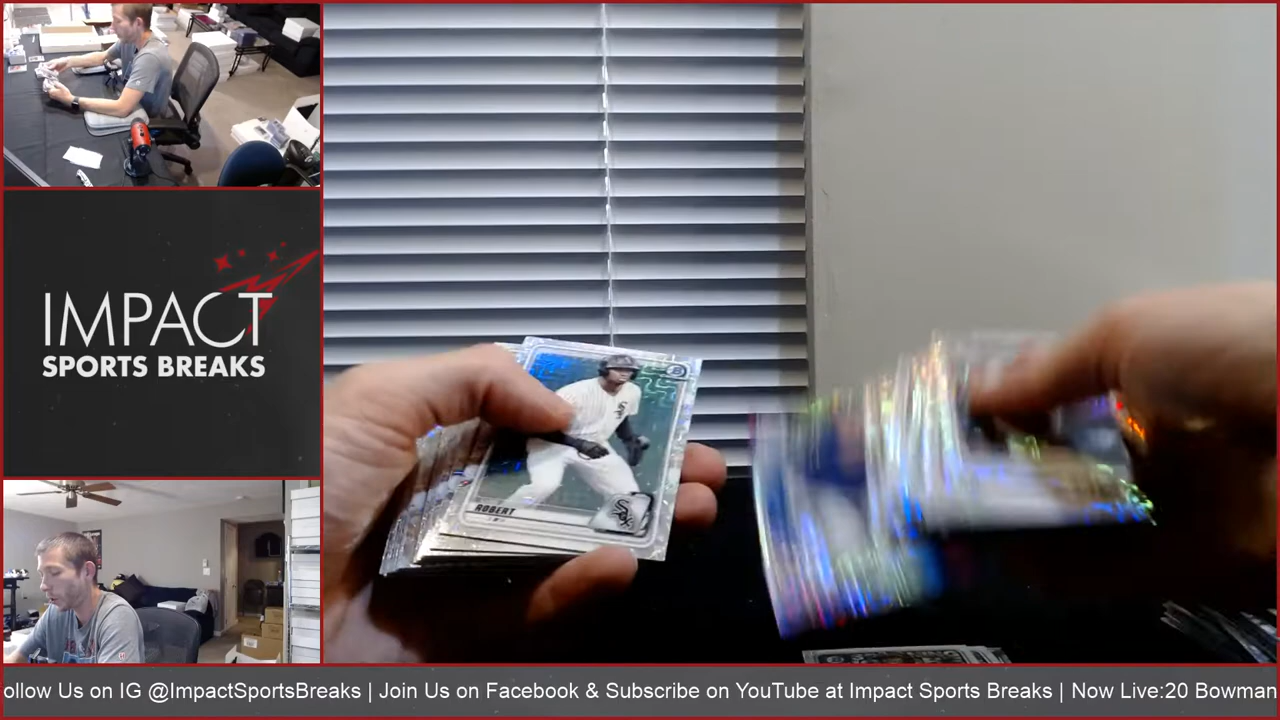 IMPACT
SPORTS BREAKS
ROBERT
ollow Us on IG @ImpactSportsBreaks | Join Us on Facebook & Subscribe on YouTube at Impact Sports Breaks | Now Live:20 Bowman